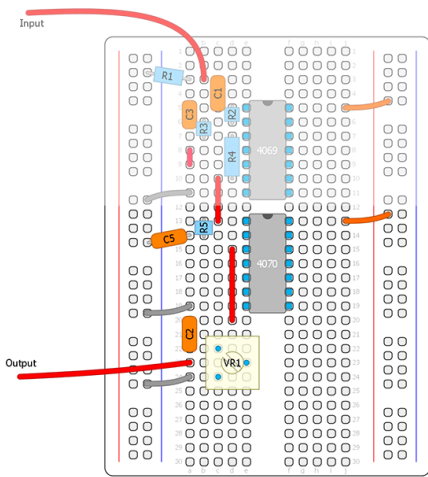 Input
a b c d e f g h i j
R1
C1
C3
R2
R3
4069
R4
R5
C5
4070
C2
VR1
Output